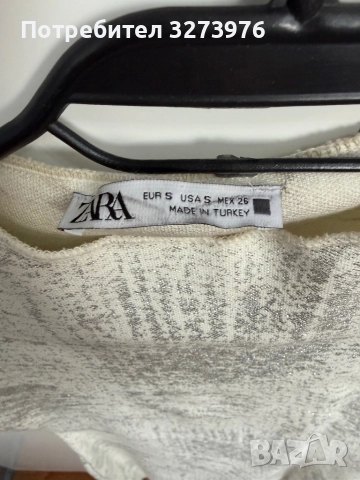 Потребител 3273976
ZARA
EUR S USA S MEX 26
MADE IN TURKEY
BAZAR